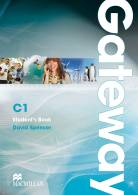 Gateway
C1
Student's Book
David Spencer
MACMILLAN